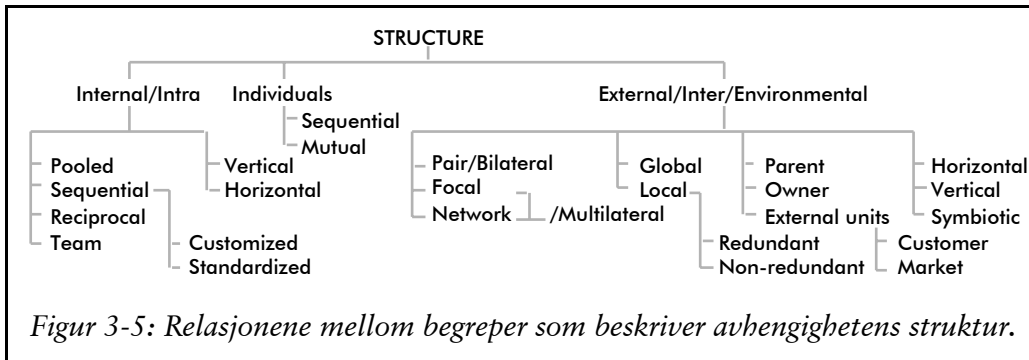 STRUCTURE
Internal/Intra Individuals External/Inter/Environmental
Sequential
Mutual
Pooled
Sequential
Reciprocal
Team
Vertical
Horizontal
Customized
Standardized
Pair/Bilateral
Focal
Network
/Multilateral
Global
Local
Redundant
Non-redundant
Parent
Owner
External units
Customer
Market
Horizontal
Vertical
Symbiotic
Figur 3-5: Relasjonene mellom begreper som beskriver avhengighetens struktur.